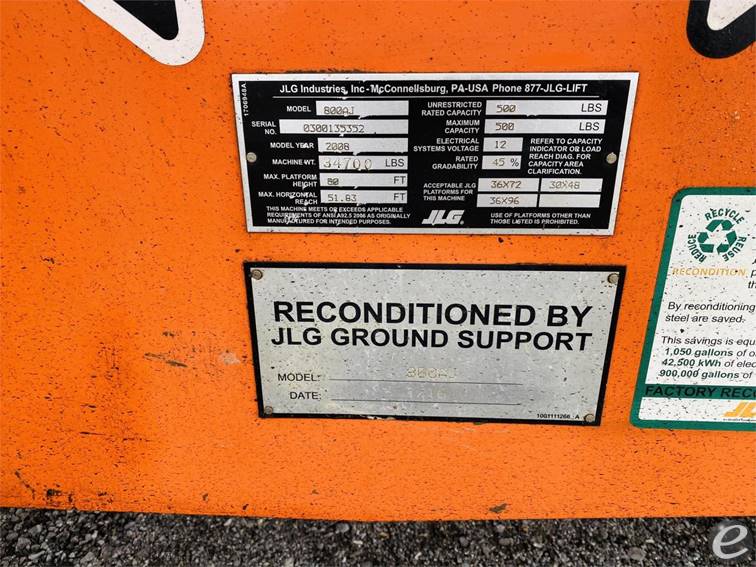 1706948A
JLG Industries, Inc - McConnellsburg, PA-USA Phone 877-JLG-LIFT
MODEL 800AJ
SERIAL NO. 0300135352
MODEL YEAR 2008
MACHINE WT. 34700 LBS
MAX. PLATFORM HEIGHT 80 FT
MAX. HORIZONTAL REACH 51.83 FT
THIS MACHINE MEETS OR EXCEEDS APPLICABLE
REQUIREMENTS OF ANSI A92.5 2006 AS ORIGINALLY
MANUFACTURED FOR INTENDED PURPOSES.
UNRESTRICTED RATED CAPACITY 500 LBS
MAXIMUM CAPACITY 500 LBS
ELECTRICAL SYSTEMS VOLTAGE 12
RATED GRADABILITY 45 %
REFER TO CAPACITY
INDICATOR OR LOAD
REACH DIAG. FOR
CAPACITY AREA
CLARIFICATION.
ACCEPTABLE JLG PLATFORMS FOR THIS MACHINE
36X72 30X48
36X96
JLG
USE OF PLATFORMS OTHER THAN
THOSE LISTED IS PROHIBITED.
RECONDITIONED BY
JLG GROUND SUPPORT
MODEL: 800AJ
DATE:
1001111266 A
REDUCE RECYCLE REUSE
RECONDITION
By reconditioning
steel are saved.
This savings is equ
1,050 gallons of o
42,500 kWh of elec
900,000 gallons of
FACTORY REC
JL
e